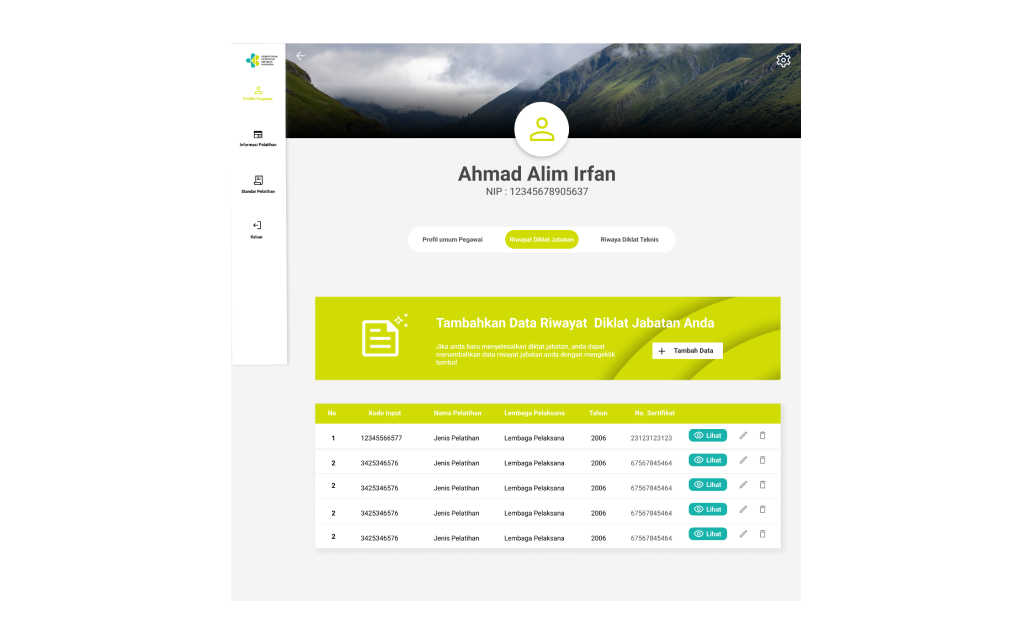 KEMENTERIAN
KESEHATAN
REPUBLIK
INDONESIA
Profile Pegawai
Informasi Pelatihan
Standar Pelatihan
Keluar
Ahmad Alim Irfan
NIP : 12345678905637
Profil umum Pegawai
Riwayat Diklat Jabatan
Riwaya Diklat Teknis
Tambahkan Data Riwayat Diklat Jabatan Anda
Jika anda baru menyelesaikan diklat jabatan, anda dapat
menambahkan data riwayat jabatan anda dengan mengeklik
tombol
+ Tambah Data
No Kode Input Nama Pelatihan Lembaga Pelaksana Tahun No. Sertifikat
1 12345566577 Jenis Pelatihan Lembaga Pelaksana 2006 23123123123 Lihat
2 3425346576 Jenis Pelatihan Lembaga Pelaksana 2006 67567845464 Lihat
2 3425346576 Jenis Pelatihan Lembaga Pelaksana 2006 67567845464 Lihat
2 3425346576 Jenis Pelatihan Lembaga Pelaksana 2006 67567845464 Lihat
2 3425346576 Jenis Pelatihan Lembaga Pelaksana 2006 67567845464 Lihat